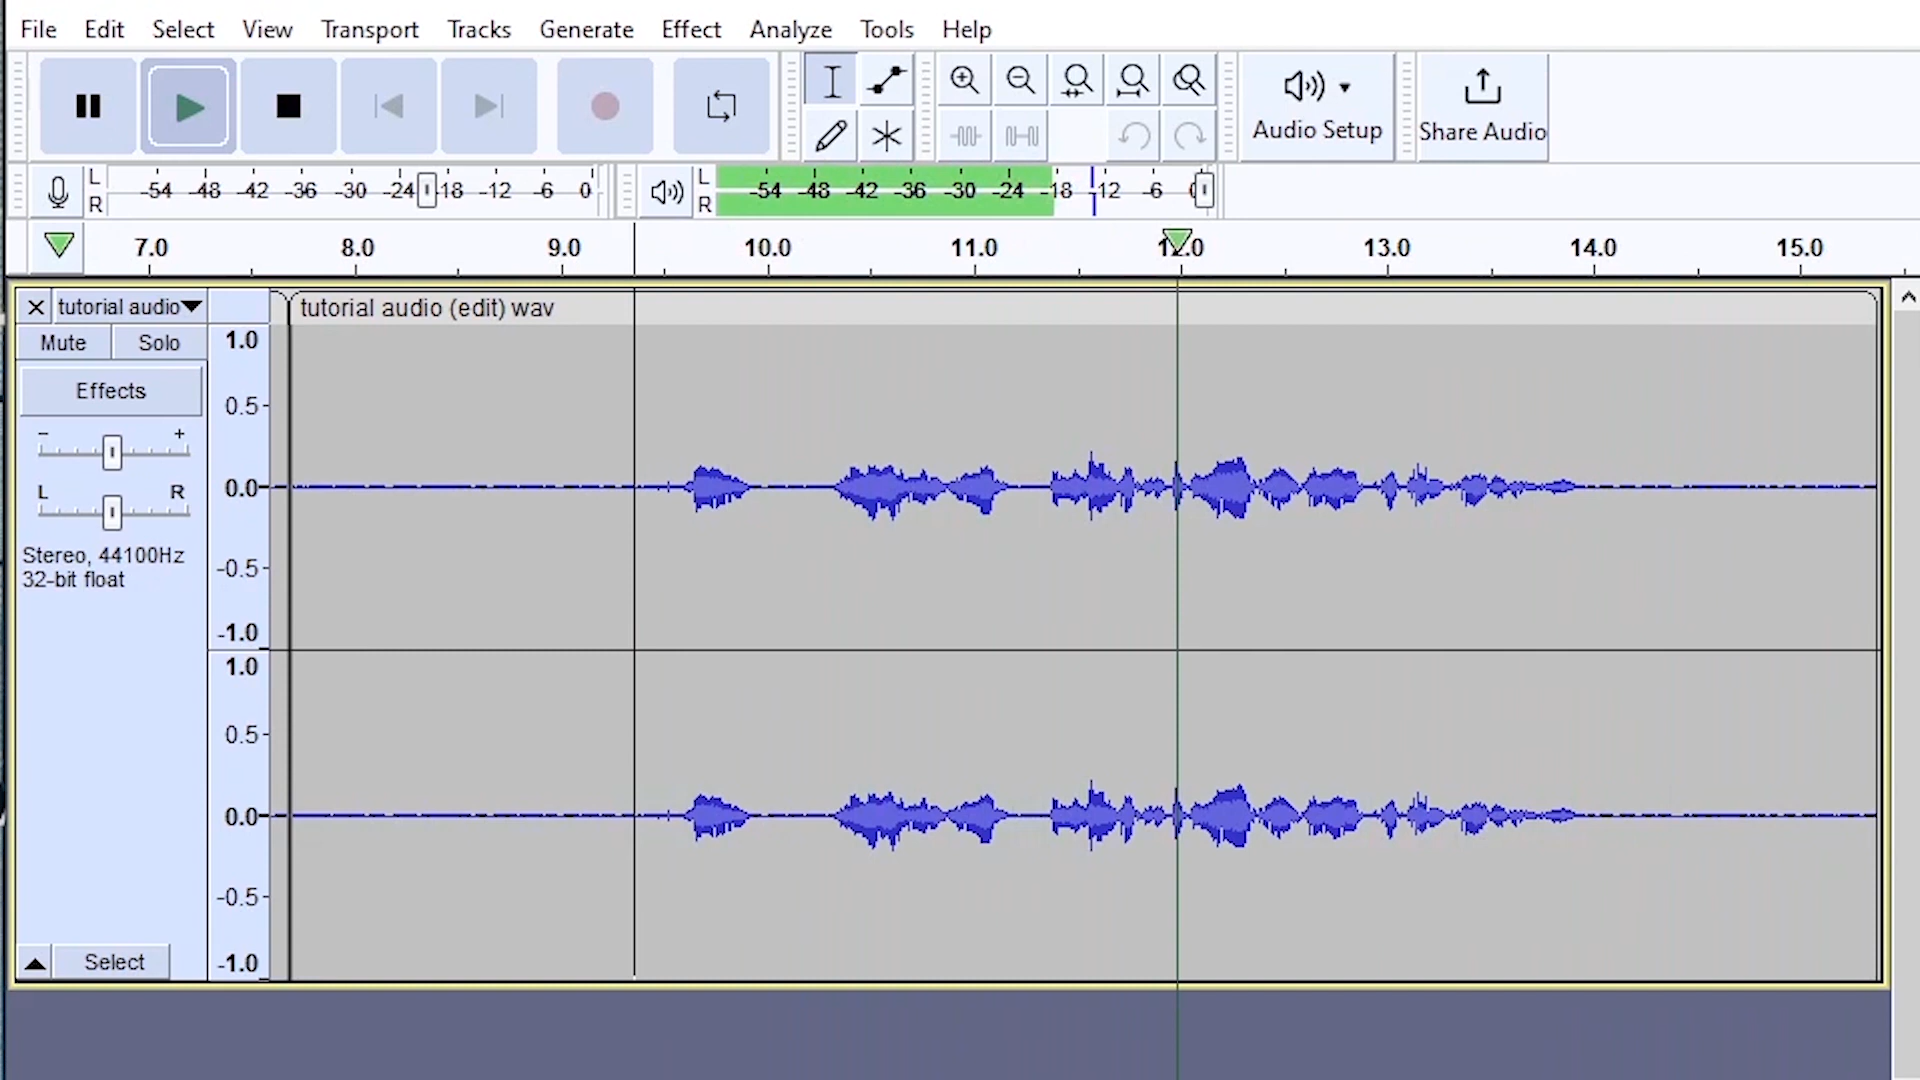 File Edit Select View Transport Tracks Generate Effect Analyze Tools Help
Audio Setup
Share Audio
L
R
-54 -48 -42 -36 -30 -24 -18 -12 -6 0
L
R
-54 -48 -42 -36 -30 -24 -18 -12 -6 0
7.0 8.0 9.0 10.0 11.0 12.0 13.0 14.0 15.0
tutorial audio
tutorial audio (edit) wav
Mute Solo
Effects
- +
L R
Stereo, 44100Hz
32-bit float
Select
1.0
0.5
0.0
-0.5
-1.0
1.0
0.5
0.0
-0.5
-1.0